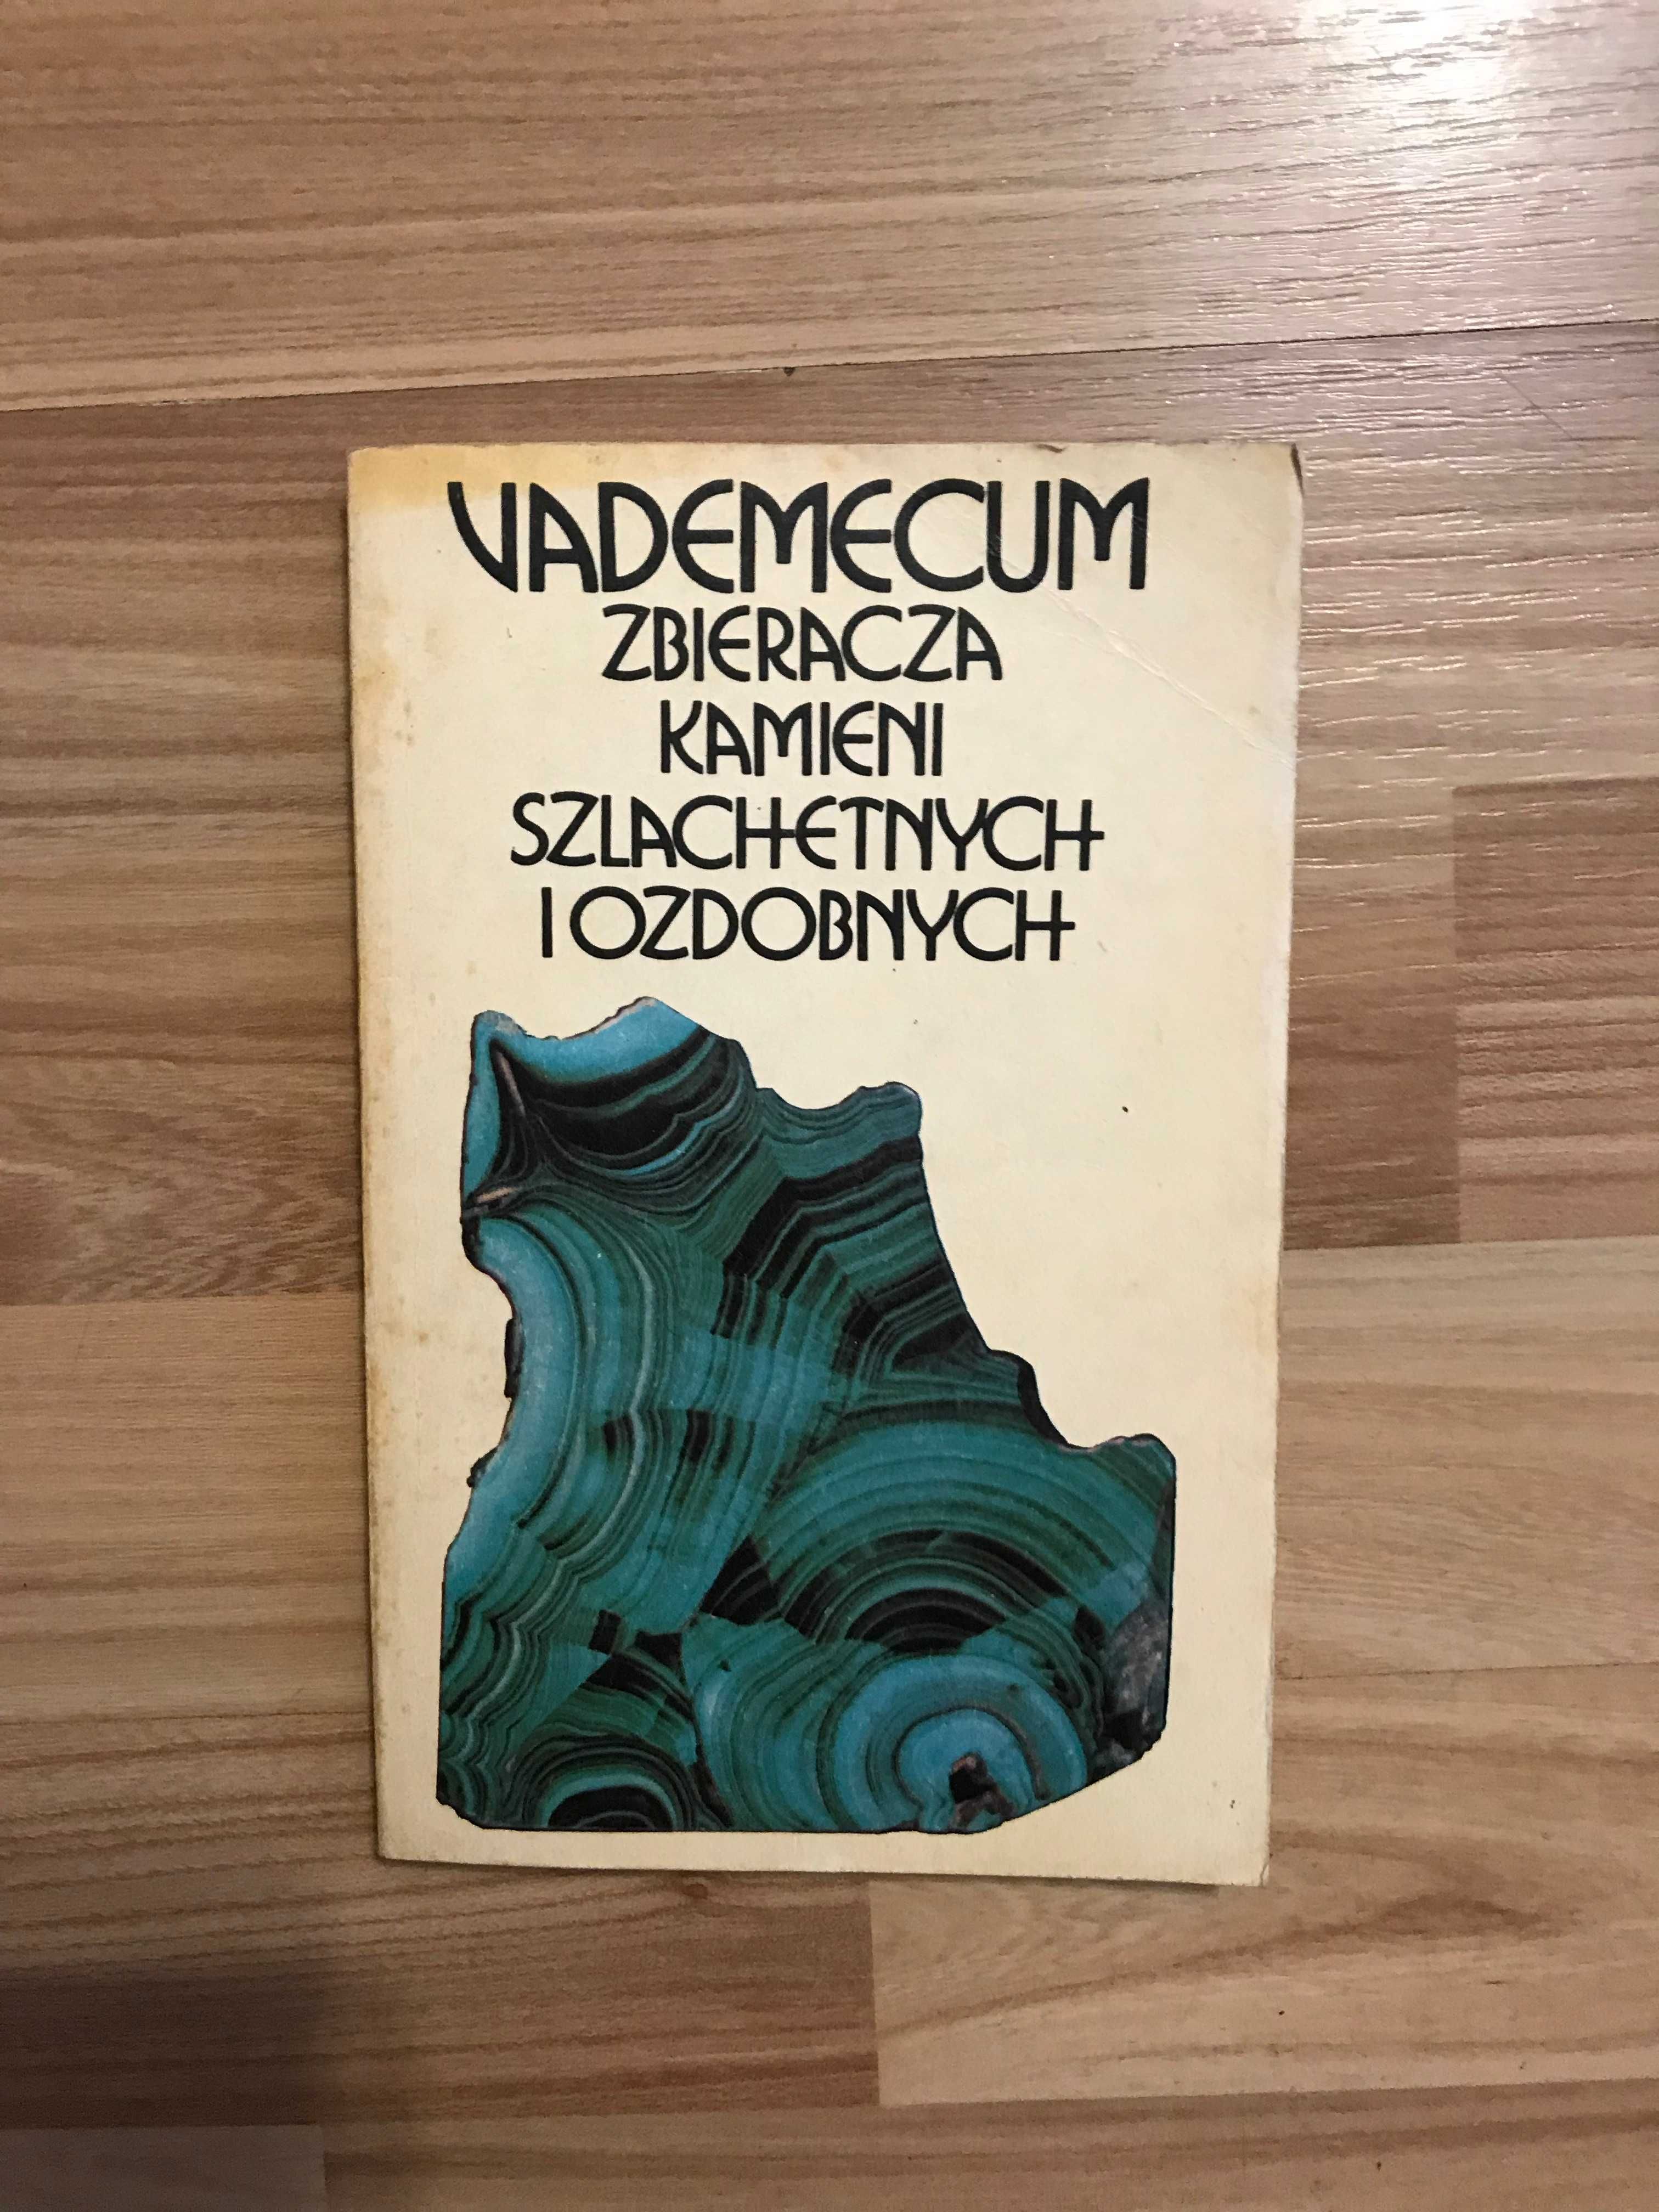 VADEMECUM
ZBIERACZA
KAMIENI
SZLACHETNYCH
I OZDOBNYCH